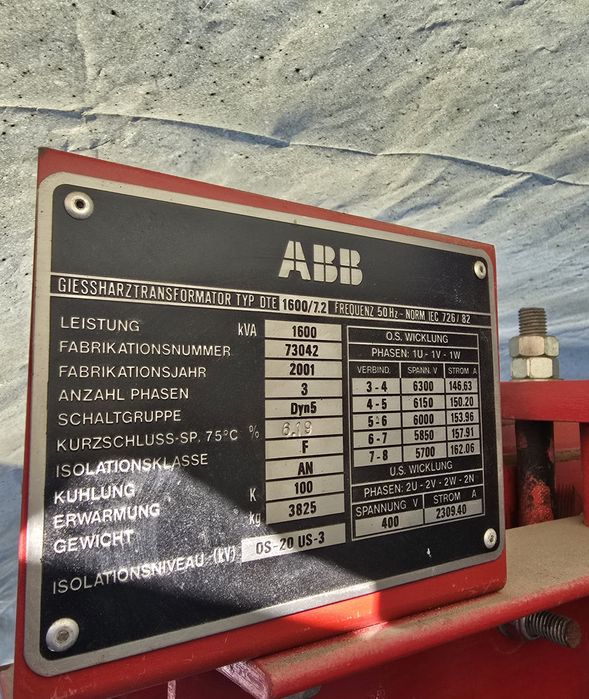 ABB
GIESSHARZTRANSFORMATOR TYP DTE 1600/7.2 FREQUENZ 50 Hz - NORM IEC 726/82
LEISTUNG kVA 1600
FABRIKATIONSNUMMER 73042
FABRIKATIONSJAHR 2001
ANZAHL PHASEN 3
SCHALTGRUPPE Dyn5
KURZSCHLUSS-SP. 75°C % 6.19
ISOLATIONSKLASSE F
KUHLUNG AN
ERWARMUNG K 100
GEWICHT kg 3825
ISOLATIONSNIVEAU (kV) OS-20 US-3
O.S. WICKLUNG
PHASEN: 1U - 1V - 1W
VERBIND. SPANN. V STROM A
3-4 6300 146.63
4-5 6150 150.20
5-6 6000 153.96
6-7 5850 157.91
7-8 5700 162.06
U.S. WICKLUNG
PHASEN: 2U - 2V - 2W - 2N
SPANNUNG V STROM A
400 2309.40